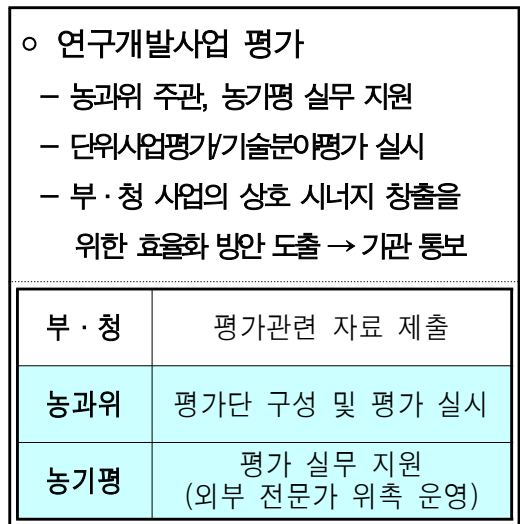 ○ 연구개발사업 평가
– 농과위 주관, 농기평 실무 지원
– 단위사업평가/기술분야평가 실시
– 부·청 사업의 상호 시너지 창출을
위한 효율화 방안 도출 → 기관 통보
부·청 평가관련 자료 제출
농과위 평가단 구성 및 평가 실시
농기평 평가 실무 지원
(외부 전문가 위촉 운영)